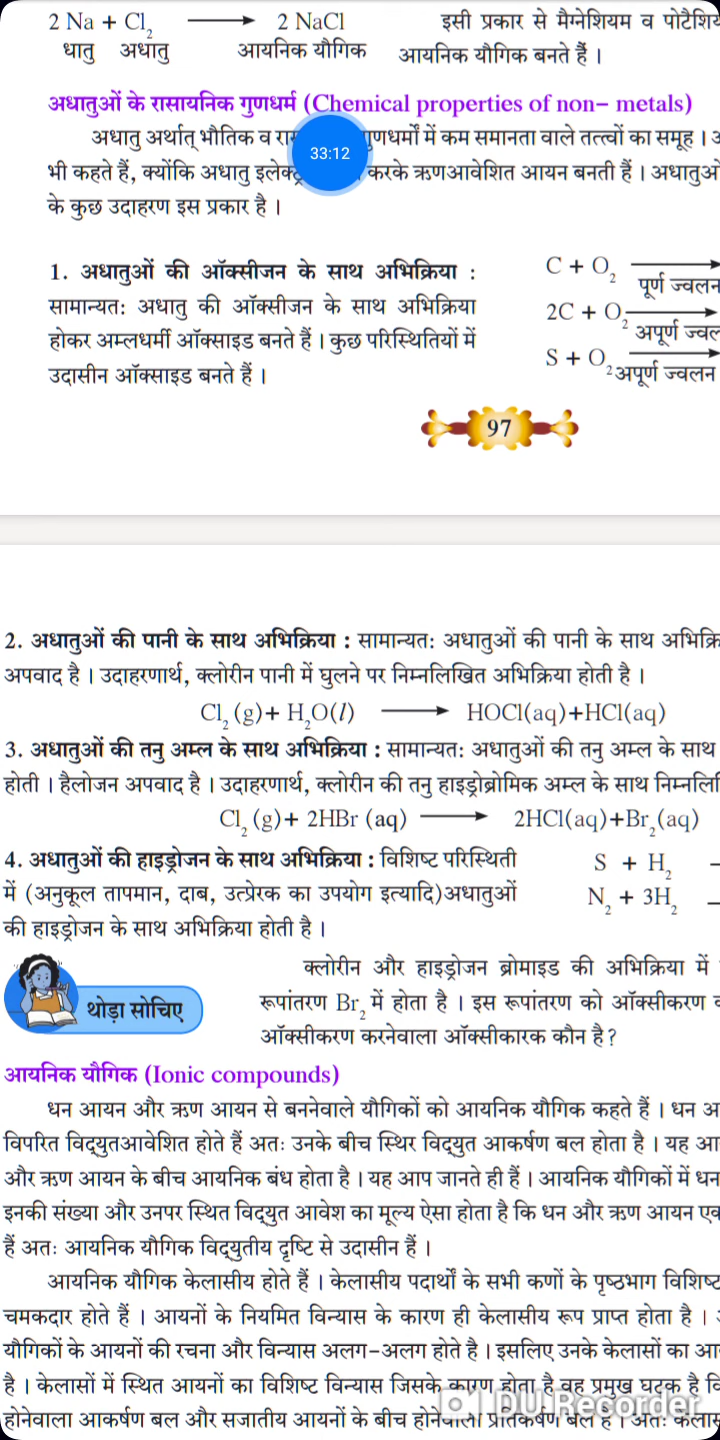 2 Na + Cl₂ ⟶ 2 NaCl
धातु अधातु आयनिक यौगिक
इसी प्रकार से मैग्नेशियम व
आयनिक यौगिक बनते हैं ।
अधातुओं के रासायनिक गुणधर्म (Chemical properties of non- metals)
अधातु अर्थात् भौतिक व में कम समानता वाले तत्त्वों का समूह ।
33:12
भी कहते हैं, क्योंकि अधातु करके ऋणआवेशित आयन बनती हैं ।
के कुछ उदाहरण इस प्रकार है ।
1. अधातुओं की ऑक्सीजन के साथ अभिक्रिया :
सामान्यतः अधातु की ऑक्सीजन के साथ अभिक्रिया
होकर अम्लधर्मी ऑक्साइड बनते हैं । कुछ परिस्थितियों में
उदासीन ऑक्साइड बनते हैं ।
C + O₂ ⟶
पूर्ण ज्वलन
2C + O₂ ⟶
अपूर्ण
S + O₂ ⟶
अपूर्ण ज्वलन
97
2. अधातुओं की पानी के साथ अभिक्रिया : सामान्यतः अधातुओं की पानी के साथ
अपवाद है । उदाहरणार्थ, क्लोरीन पानी में घुलने पर निम्नलिखित अभिक्रिया होती है ।
Cl₂ (g)+ H₂O(l) ⟶ HOCl(aq)+HCl(aq)
3. अधातुओं की तनु अम्ल के साथ अभिक्रिया : सामान्यतः अधातुओं की तनु अम्ल के साथ
होती । हैलोजन अपवाद है । उदाहरणार्थ, क्लोरीन की तनु हाइड्रोब्रोमिक अम्ल के साथ
Cl₂ (g)+ 2HBr (aq) ⟶ 2HCl(aq)+Br₂(aq)
4. अधातुओं की हाइड्रोजन के साथ अभिक्रिया : विशिष्ट परिस्थिती
में (अनुकूल तापमान, दाब, उत्प्रेरक का उपयोग इत्यादि)अधातुओं
की हाइड्रोजन के साथ अभिक्रिया होती है ।
S + H₂
N₂ + 3H₂
थोड़ा सोचिए
क्लोरीन और हाइड्रोजन ब्रोमाइड की अभिक्रिया में
रूपांतरण Br₂ में होता है । इस रूपांतरण को ऑक्सीकरण
ऑक्सीकरण करनेवाला ऑक्सीकारक कौन है?
आयनिक यौगिक (Ionic compounds)
धन आयन और ऋण आयन से बननेवाले यौगिकों को आयनिक यौगिक कहते हैं । धन
विपरित विद्युतआवेशित होते हैं अतः उनके बीच स्थिर विद्युत आकर्षण बल होता है । यह
और ऋण आयन के बीच आयनिक बंध होता है । यह आप जानते ही हैं । आयनिक यौगिकों में धन
इनकी संख्या और उनपर स्थित विद्युत आवेश का मूल्य ऐसा होता है कि धन और ऋण आयन
हैं अतः आयनिक यौगिक विद्युतीय दृष्टि से उदासीन हैं ।
आयनिक यौगिक केलासीय होते हैं । केलासीय पदार्थों के सभी कणों के पृष्ठभाग विशिष्ट
चमकदार होते हैं । आयनों के नियमित विन्यास के कारण ही केलासीय रूप प्राप्त होता है ।
यौगिकों के आयनों की रचना और विन्यास अलग-अलग होते है । इसलिए उनके केलासों का
है । केलासों में स्थित आयनों का विशिष्ट विन्यास जिसके कारण होता है वह प्रमुख घटक है
होनेवाला आकर्षण बल और सजातीय आयनों के बीच होनेवाला प्रतिकर्षण बल है । अतः
DU Recorder